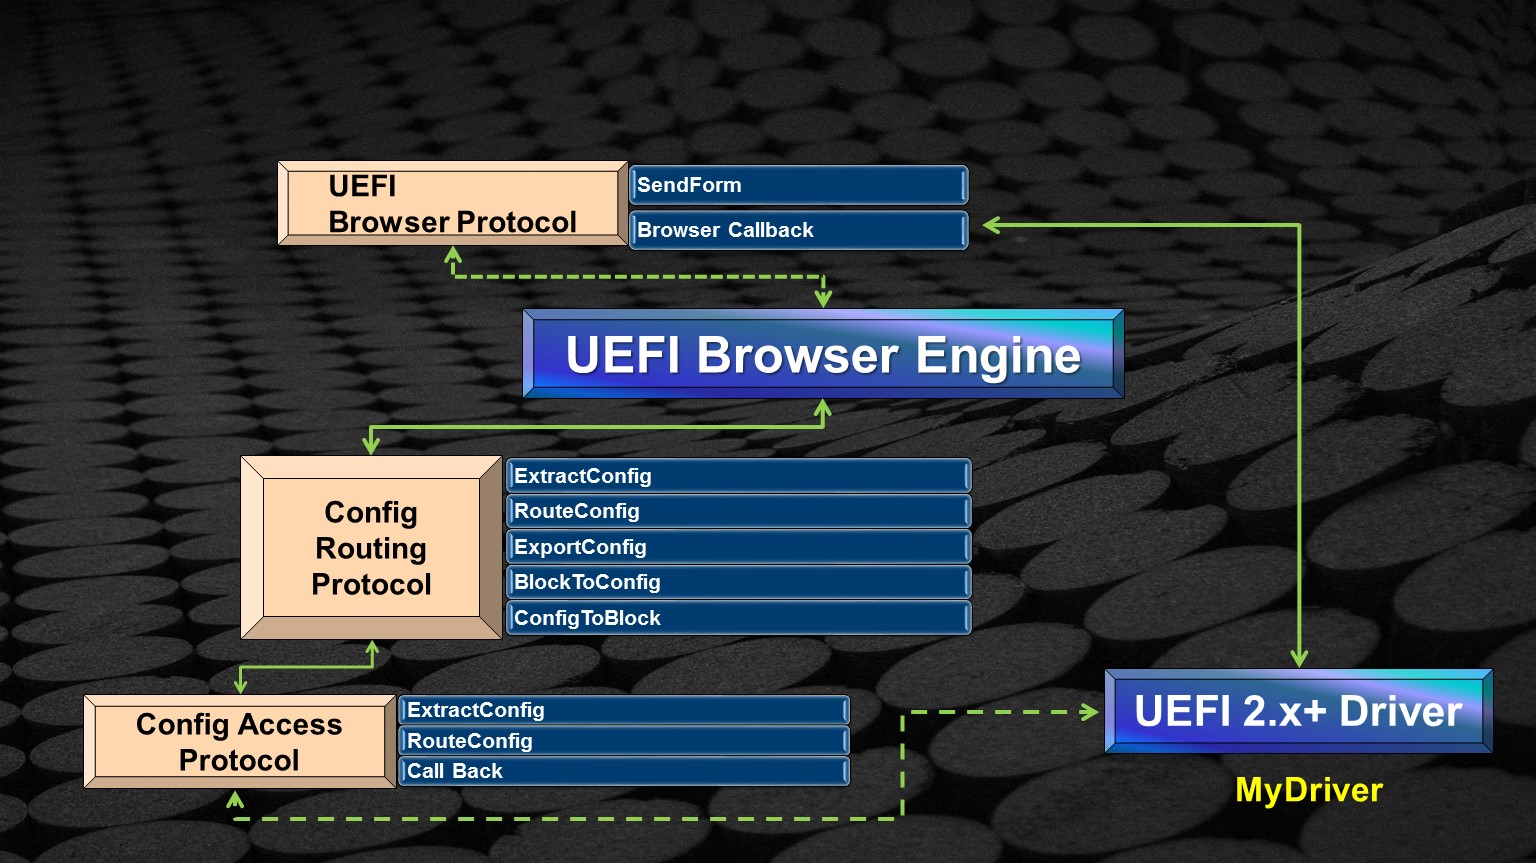 UEFI
Browser Protocol
SendForm
Browser Callback
UEFI Browser Engine
Config
Routing
Protocol
ExtractConfig
RouteConfig
ExportConfig
BlockToConfig
ConfigToBlock
Config Access
Protocol
ExtractConfig
RouteConfig
Call Back
UEFI 2.x+ Driver
MyDriver